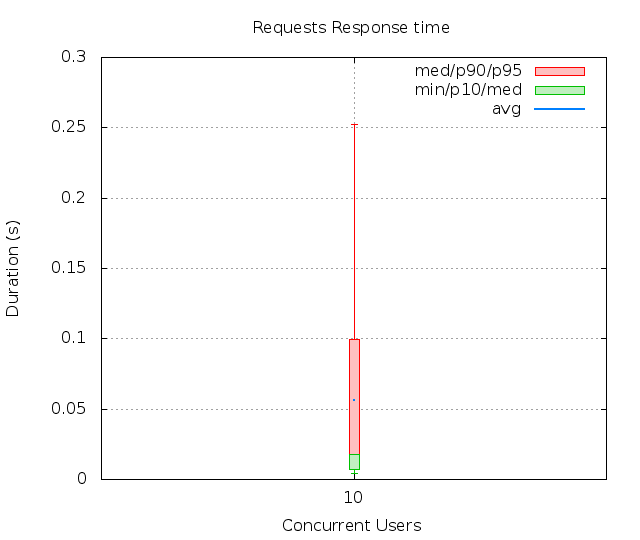 Requests Response time
0.3
0.25
0.2
0.15
0.1
0.05
0
Duration (s)
med/p90/p95
min/p10/med
avg
10
Concurrent Users